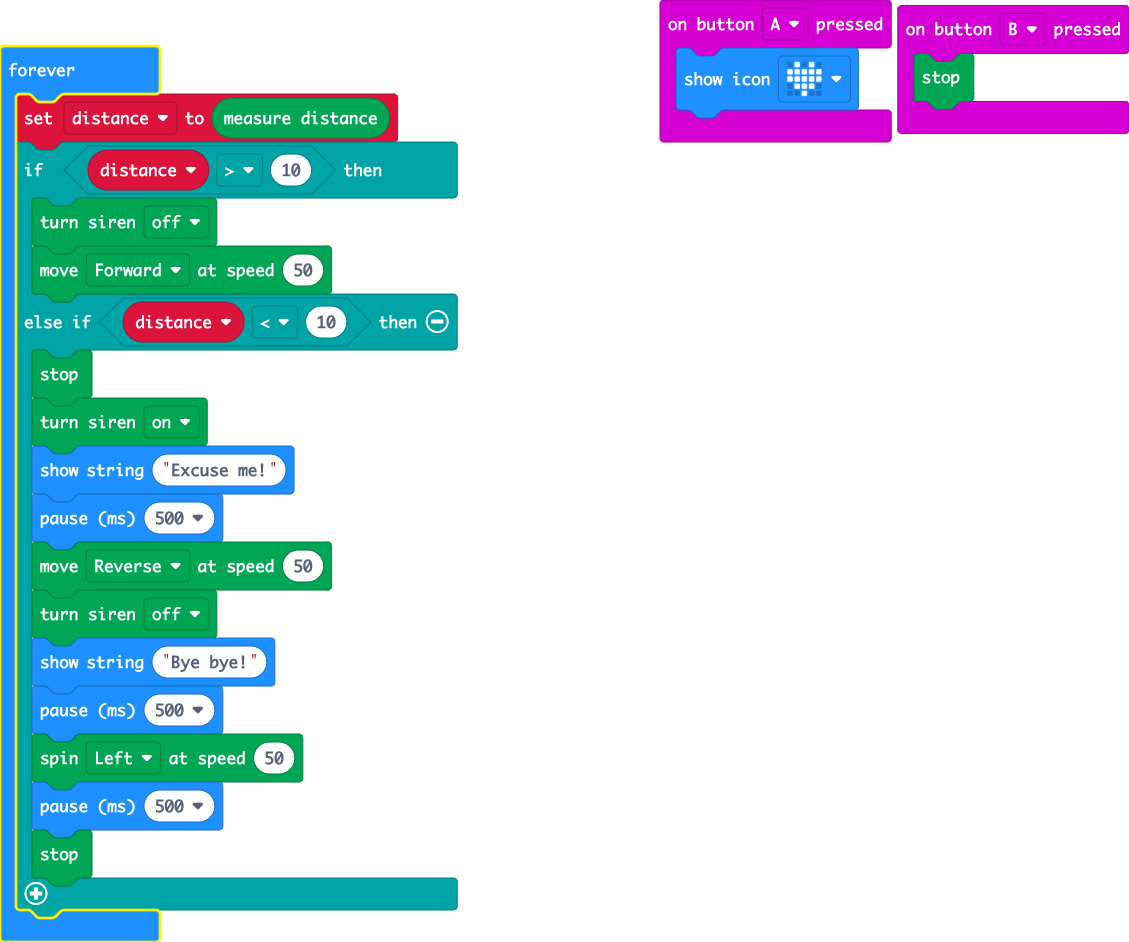 forever
set distance to measure distance
if distance > 10 then
turn siren off
move Forward at speed 50
else if distance < 10 then
stop
turn siren on
show string "Excuse me!"
pause (ms) 500
move Reverse at speed 50
turn siren off
show string "Bye bye!"
pause (ms) 500
spin Left at speed 50
pause (ms) 500
stop
on button A pressed
show icon
on button B pressed
stop